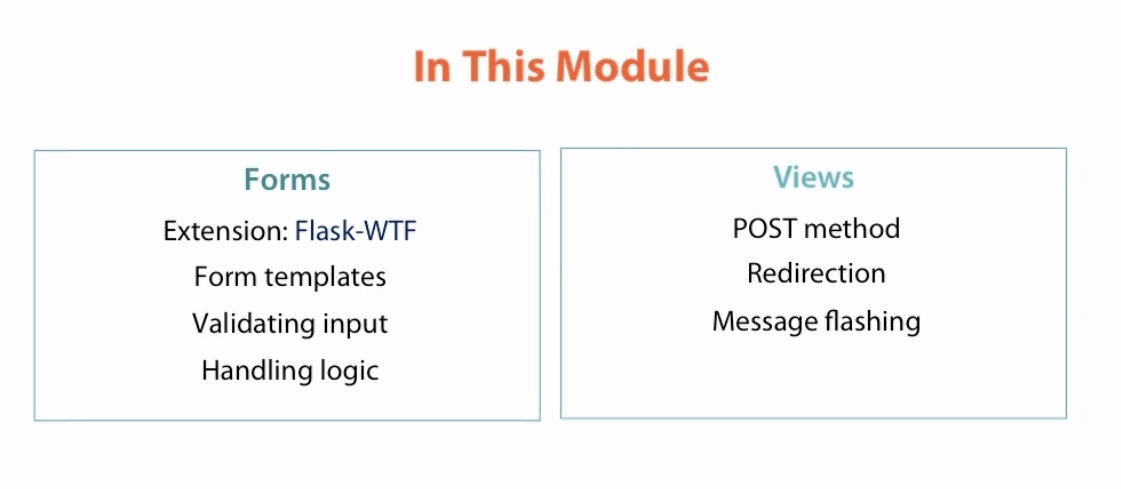 In This Module
Forms
Extension: Flask-WTF
Form templates
Validating input
Handling logic
Views
POST method
Redirection
Message flashing